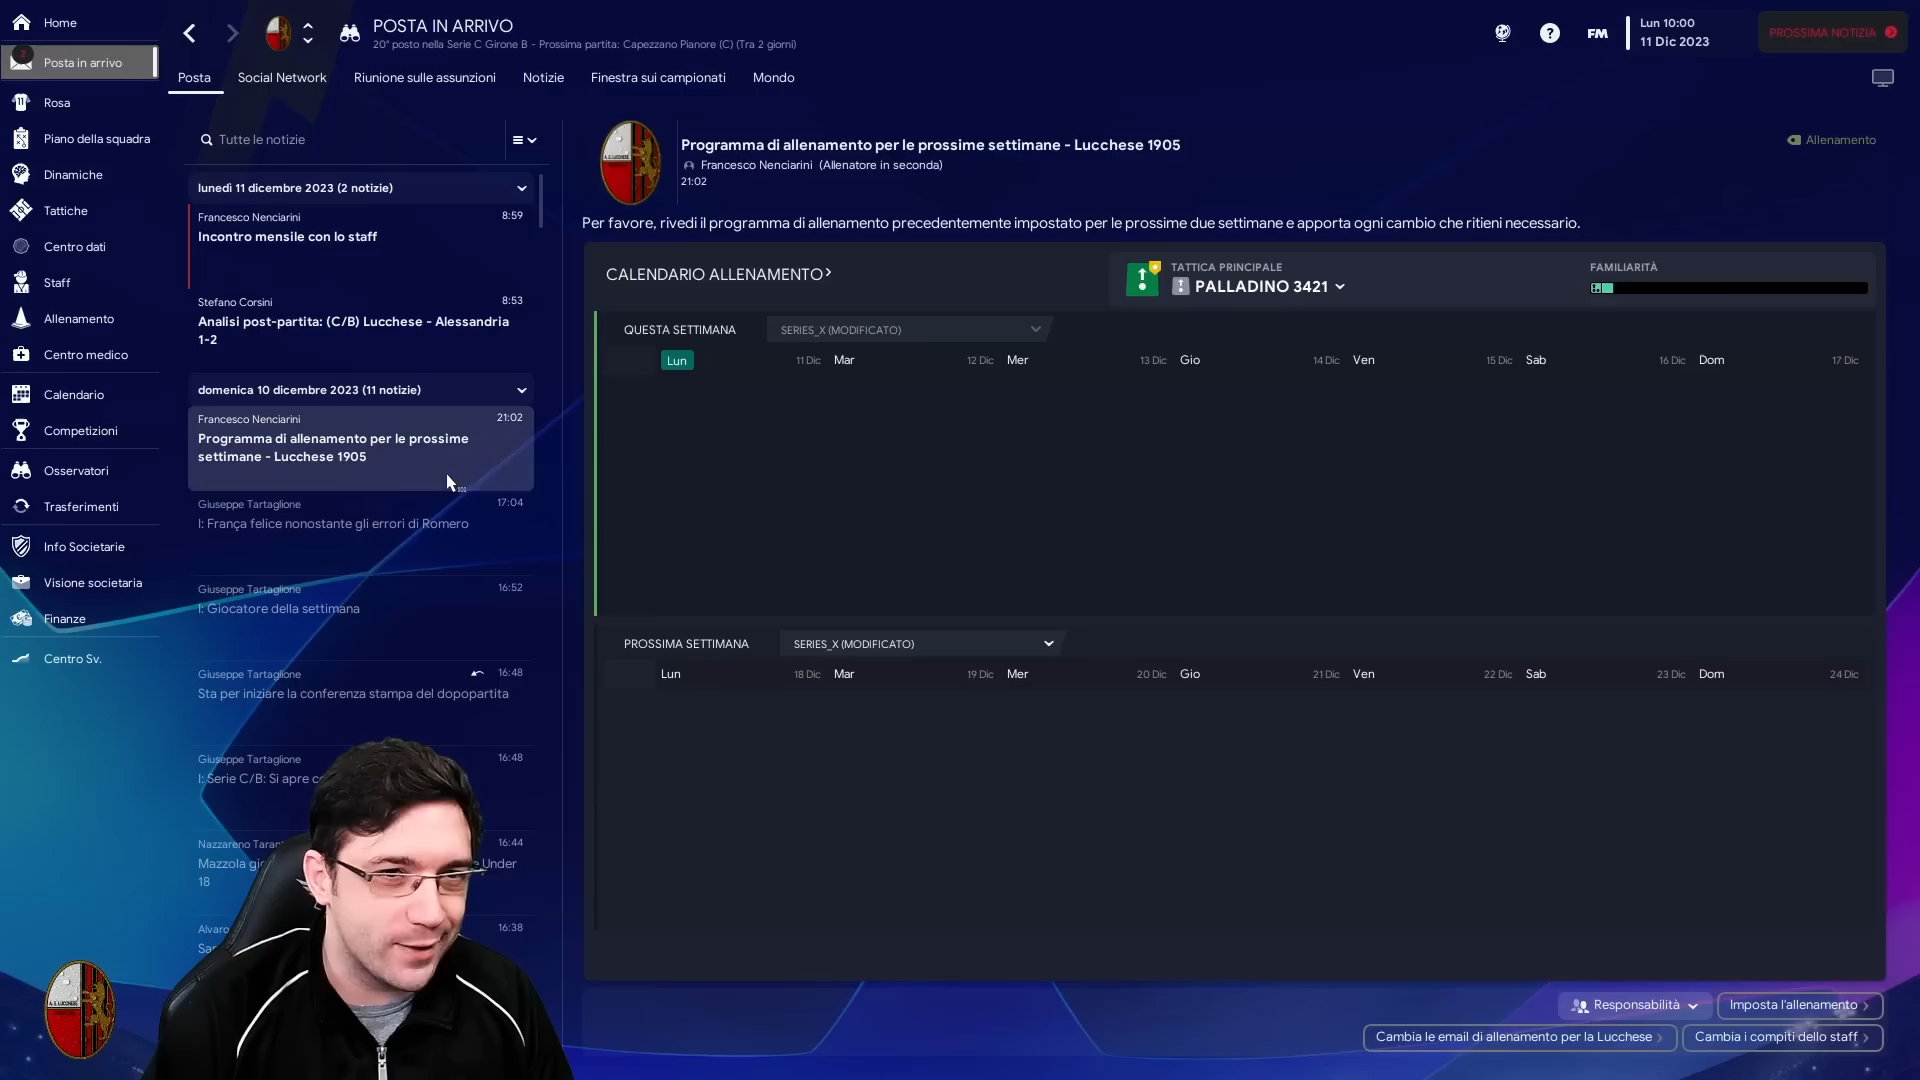 Home
2
Posta in arrivo
Rosa
Piano della squadra
Dinamiche
Tattiche
Centro dati
Staff
Allenamento
Centro medico
Calendario
Competizioni
Osservatori
Trasferimenti
Info Societarie
Visione societaria
Finanze
Centro Sv.
POSTA IN ARRIVO
20° posto nella Serie C Girone B - Prossima partita: Capezzano Pianore (C) (Tra 2 giorni)
FM
Lun 10:00
11 Dic 2023
PROSSIMA NOTIZIA
Posta
Social Network
Riunione sulle assunzioni
Notizie
Finestra sui campionati
Mondo
Tutte le notizie
lunedì 11 dicembre 2023 (2 notizie)
Francesco Nenciarini 8:59
Incontro mensile con lo staff
Stefano Corsini 8:53
Analisi post-partita: (C/B) Lucchese - Alessandria
1-2
domenica 10 dicembre 2023 (11 notizie)
Francesco Nenciarini 21:02
Programma di allenamento per le prossime
settimane - Lucchese 1905
Giuseppe Tartaglione 17:04
I: França felice nonostante gli errori di Romero
Giuseppe Tartaglione 16:52
I: Giocatore della settimana
Giuseppe Tartaglione 16:48
Sta per iniziare la conferenza stampa del dopopartita
Giuseppe Tartaglione 16:48
I: Serie C/B: Si apre
Nazzareno 16:44
Mazzola Under
18
Alvaro 16:38
Programma di allenamento per le prossime settimane - Lucchese 1905
Francesco Nenciarini (Allenatore in seconda)
21:02
Allenamento
Per favore, rivedi il programma di allenamento precedentemente impostato per le prossime due settimane e apporta ogni cambio che ritieni necessario.
CALENDARIO ALLENAMENTO
TATTICA PRINCIPALE
PALLADINO 3421
FAMILIARITÀ
QUESTA SETTIMANA SERIES_X (MODIFICATO)
Lun 11 Dic Mar 12 Dic Mer 13 Dic Gio 14 Dic Ven 15 Dic Sab 16 Dic Dom 17 Dic
PROSSIMA SETTIMANA SERIES_X (MODIFICATO)
Lun 18 Dic Mar 19 Dic Mer 20 Dic Gio 21 Dic Ven 22 Dic Sab 23 Dic Dom 24 Dic
Responsabilità
Imposta l'allenamento
Cambia le email di allenamento per la Lucchese
Cambia i compiti dello staff